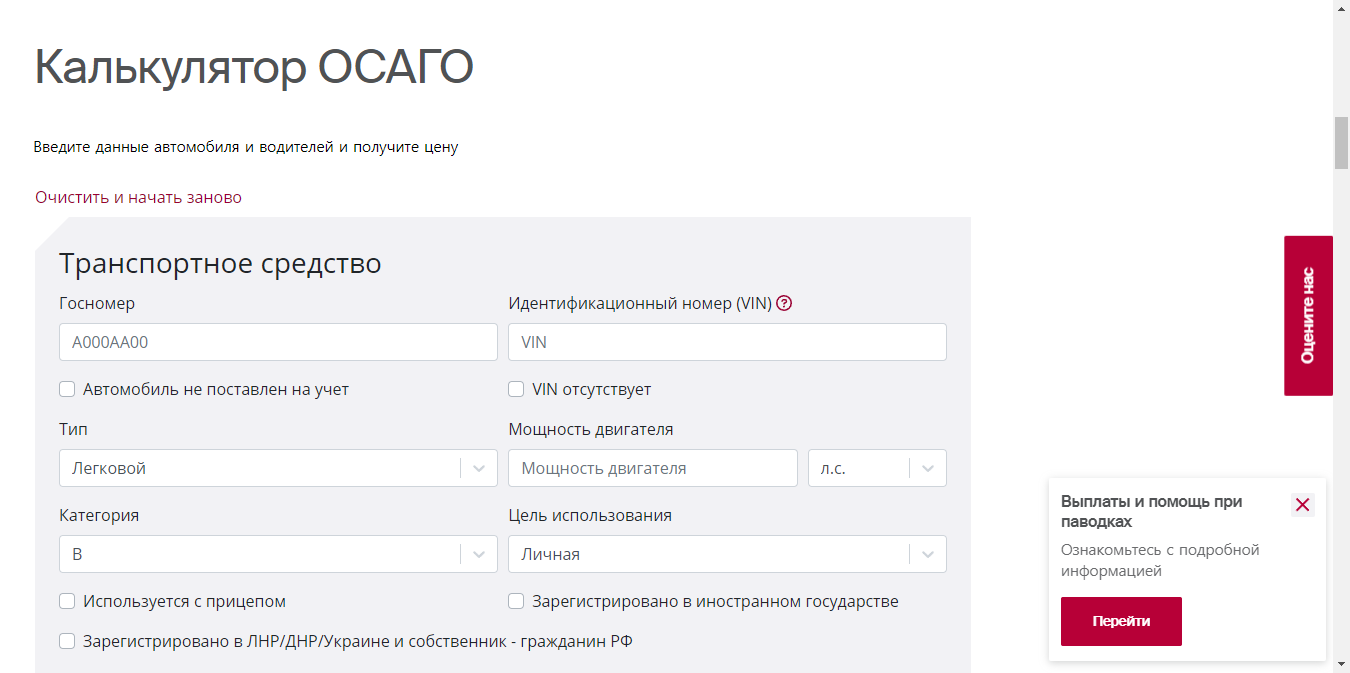 Калькулятор ОСАГО
Введите данные автомобиля и водителей и получите цену
Очистить и начать заново
Транспортное средство
Госномер
Идентификационный номер (VIN) ?
А000АА00
VIN
Автомобиль не поставлен на учет
VIN отсутствует
Тип
Мощность двигателя
Легковой
Мощность двигателя
л.с.
Категория
Цель использования
B
Личная
Используется с прицепом
Зарегистрировано в иностранном государстве
Зарегистрировано в ЛНР/ДНР/Украине и собственник - гражданин РФ
Оцените нас
Выплаты и помощь при
паводках
Ознакомьтесь с подробной
информацией
Перейти